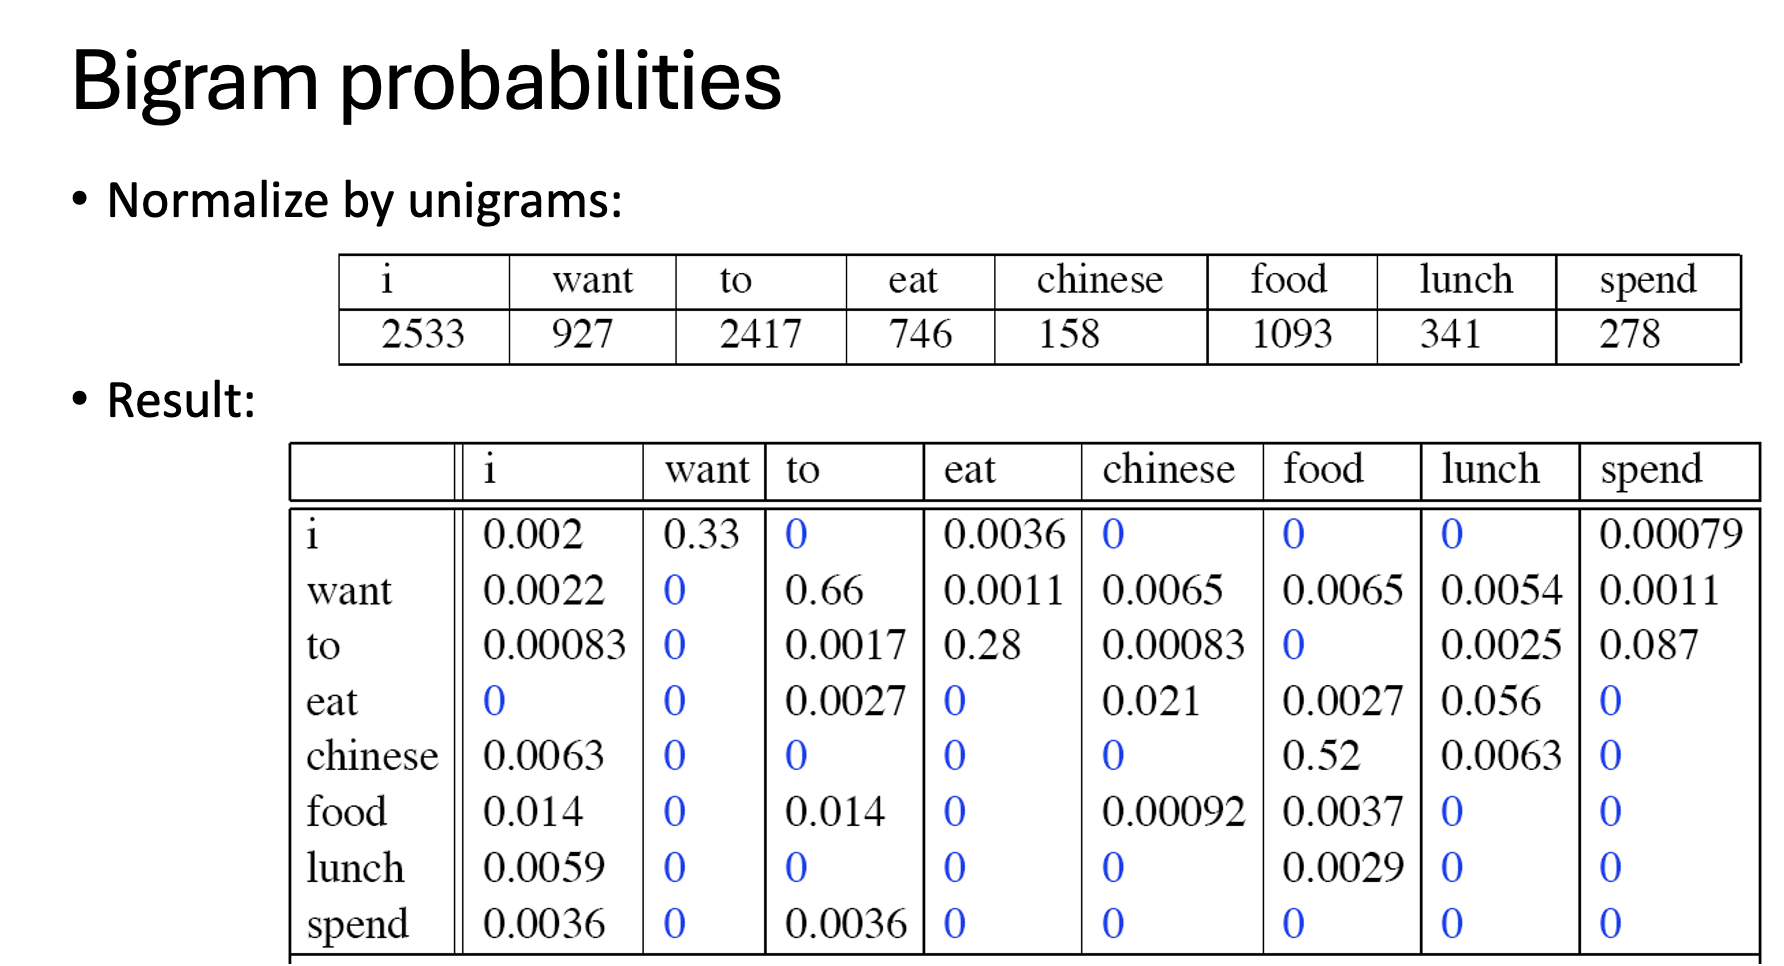 Bigram probabilities
• Normalize by unigrams:
i want to eat chinese food lunch spend
2533 927 2417 746 158 1093 341 278
• Result:
i want to eat chinese food lunch spend
i 0.002 0.33 0 0.0036 0 0 0 0.00079
want 0.0022 0 0.66 0.0011 0.0065 0.0065 0.0054 0.0011
to 0.00083 0 0.0017 0.28 0.00083 0 0.0025 0.087
eat 0 0 0.0027 0 0.021 0.0027 0.056 0
chinese 0.0063 0 0 0 0 0.52 0.0063 0
food 0.014 0 0.014 0 0.00092 0.0037 0 0
lunch 0.0059 0 0 0 0 0.0029 0 0
spend 0.0036 0 0.0036 0 0 0 0 0